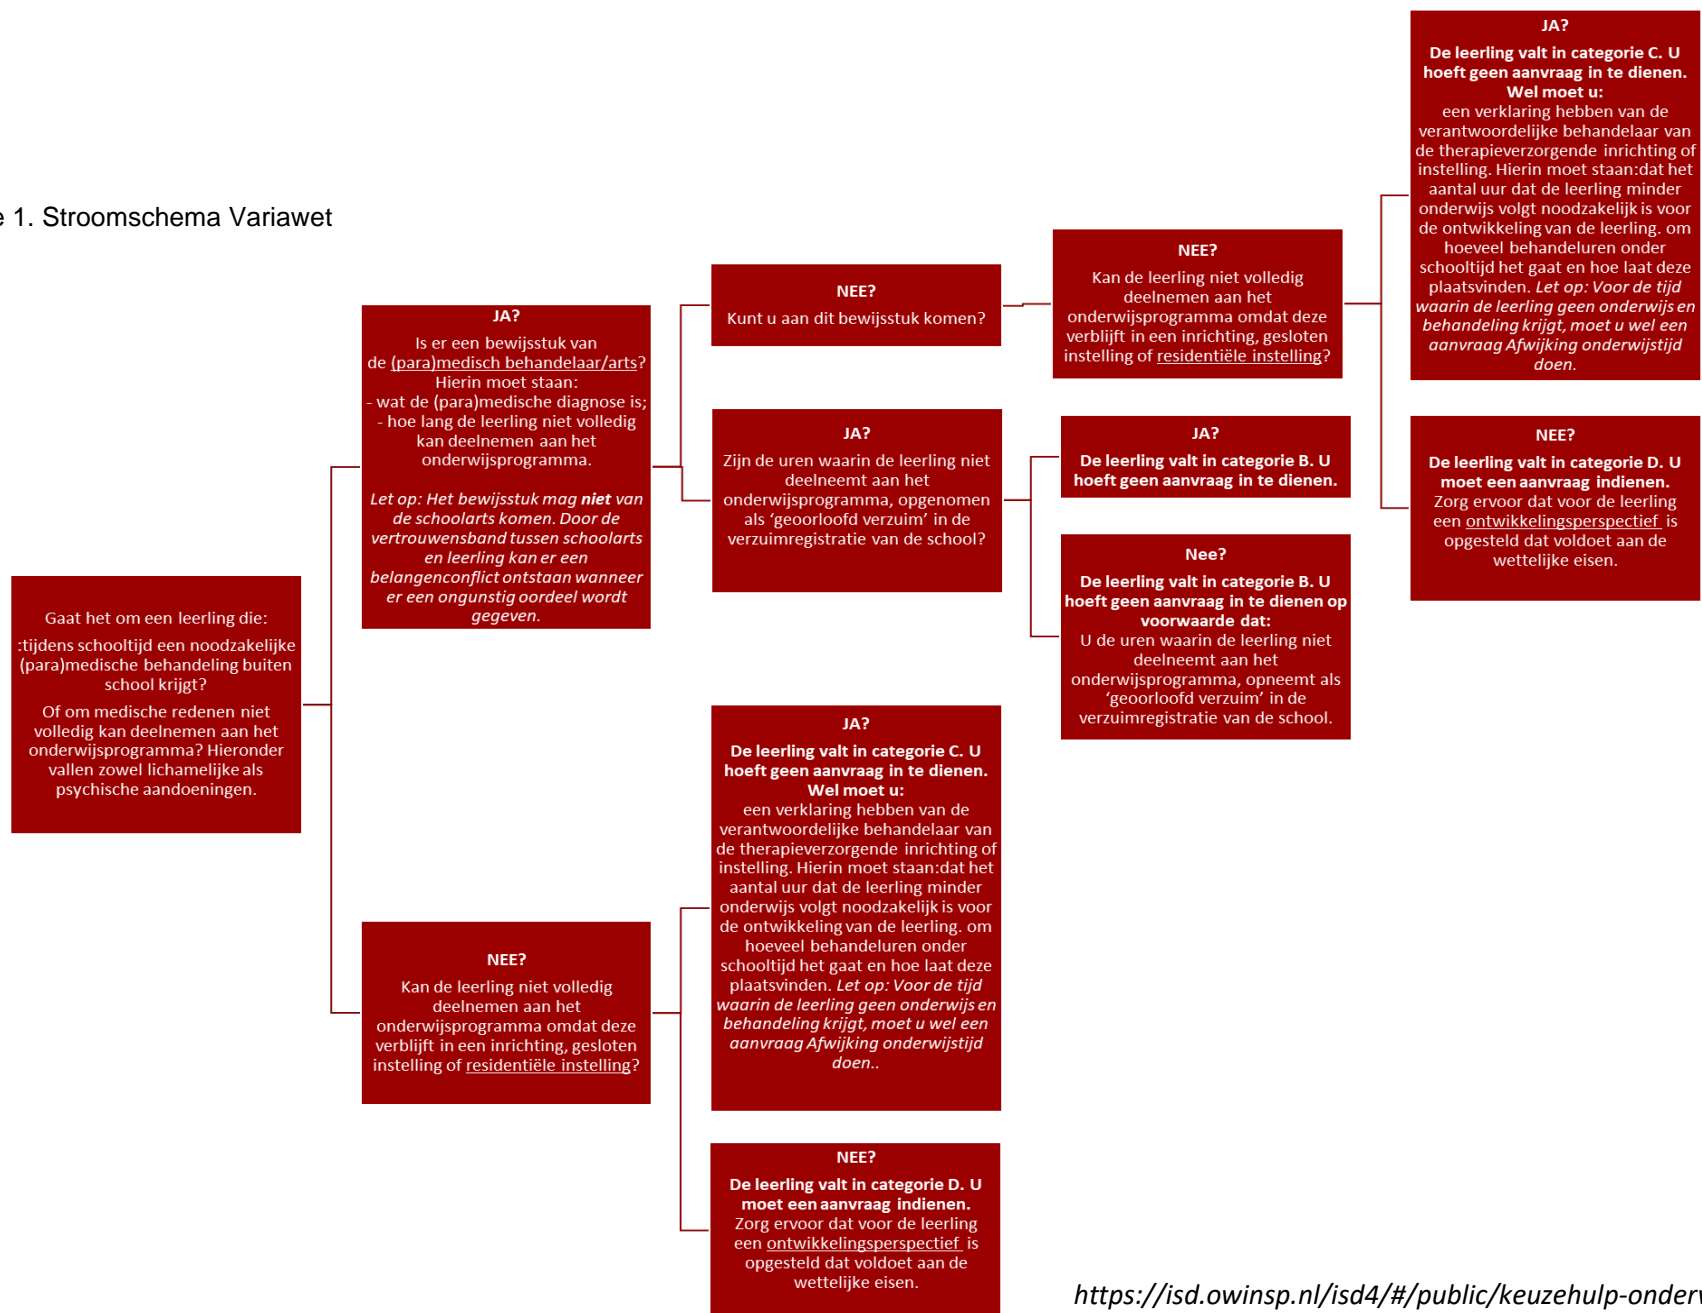 e 1. Stroomschema Variawet
Gaat het om een leerling die:
:tijdens schooltijd een noodzakelijke
(para)medische behandeling buiten
school krijgt?
Of om medische redenen niet
volledig kan deelnemen aan het
onderwijsprogramma? Hieronder
vallen zowel lichamelijke als
psychische aandoeningen.
JA?
Is er een bewijsstuk van
de (para)medisch behandelaar/arts?
Hierin moet staan:
- wat de (para)medische diagnose is;
- hoe lang de leerling niet volledig
kan deelnemen aan het
onderwijsprogramma.
Let op: Het bewijsstuk mag niet van
de schoolarts komen. Door de
vertrouwensband tussen schoolarts
en leerling kan er een
belangenconflict ontstaan wanneer
er een ongunstig oordeel wordt
gegeven.
NEE?
Kunt u aan dit bewijsstuk komen?
NEE?
Kan de leerling niet volledig
deelnemen aan het
onderwijsprogramma omdat deze
verblijft in een inrichting, gesloten
instelling of residentiële instelling?
JA?
De leerling valt in categorie C. U
hoeft geen aanvraag in te dienen.
Wel moet u:
een verklaring hebben van de
verantwoordelijke behandelaar van
de therapieverzorgende inrichting of
instelling. Hierin moet staan:dat het
aantal uur dat de leerling minder
onderwijs volgt noodzakelijk is voor
de ontwikkeling van de leerling. om
hoeveel behandeluren onder
schooltijd het gaat en hoe laat deze
plaatsvinden. Let op: Voor de tijd
waarin de leerling geen onderwijs en
behandeling krijgt, moet u wel een
aanvraag Afwijking onderwijstijd
doen.
NEE?
De leerling valt in categorie D. U
moet een aanvraag indienen.
Zorg ervoor dat voor de leerling
een ontwikkelingsperspectief is
opgesteld dat voldoet aan de
wettelijke eisen.
JA?
Zijn de uren waarin de leerling niet
deelneemt aan het
onderwijsprogramma, opgenomen
als ‘geoorloofd verzuim’ in de
verzuimregistratie van de school?
JA?
De leerling valt in categorie B. U
hoeft geen aanvraag in te dienen.
Nee?
De leerling valt in categorie B. U
hoeft geen aanvraag in te dienen op
voorwaarde dat:
U de uren waarin de leerling niet
deelneemt aan het
onderwijsprogramma, opneemt als
‘geoorloofd verzuim’ in de
verzuimregistratie van de school.
NEE?
Kan de leerling niet volledig
deelnemen aan het
onderwijsprogramma omdat deze
verblijft in een inrichting, gesloten
instelling of residentiële instelling?
JA?
De leerling valt in categorie C. U
hoeft geen aanvraag in te dienen.
Wel moet u:
een verklaring hebben van de
verantwoordelijke behandelaar van
de therapieverzorgende inrichting of
instelling. Hierin moet staan:dat het
aantal uur dat de leerling minder
onderwijs volgt noodzakelijk is voor
de ontwikkeling van de leerling. om
hoeveel behandeluren onder
schooltijd het gaat en hoe laat deze
plaatsvinden. Let op: Voor de tijd
waarin de leerling geen onderwijs en
behandeling krijgt, moet u wel een
aanvraag Afwijking onderwijstijd
doen..
NEE?
De leerling valt in categorie D. U
moet een aanvraag indienen.
Zorg ervoor dat voor de leerling
een ontwikkelingsperspectief is
opgesteld dat voldoet aan de
wettelijke eisen.
https://isd.owinsp.nl/isd4/#/public/keuzehulp-onder